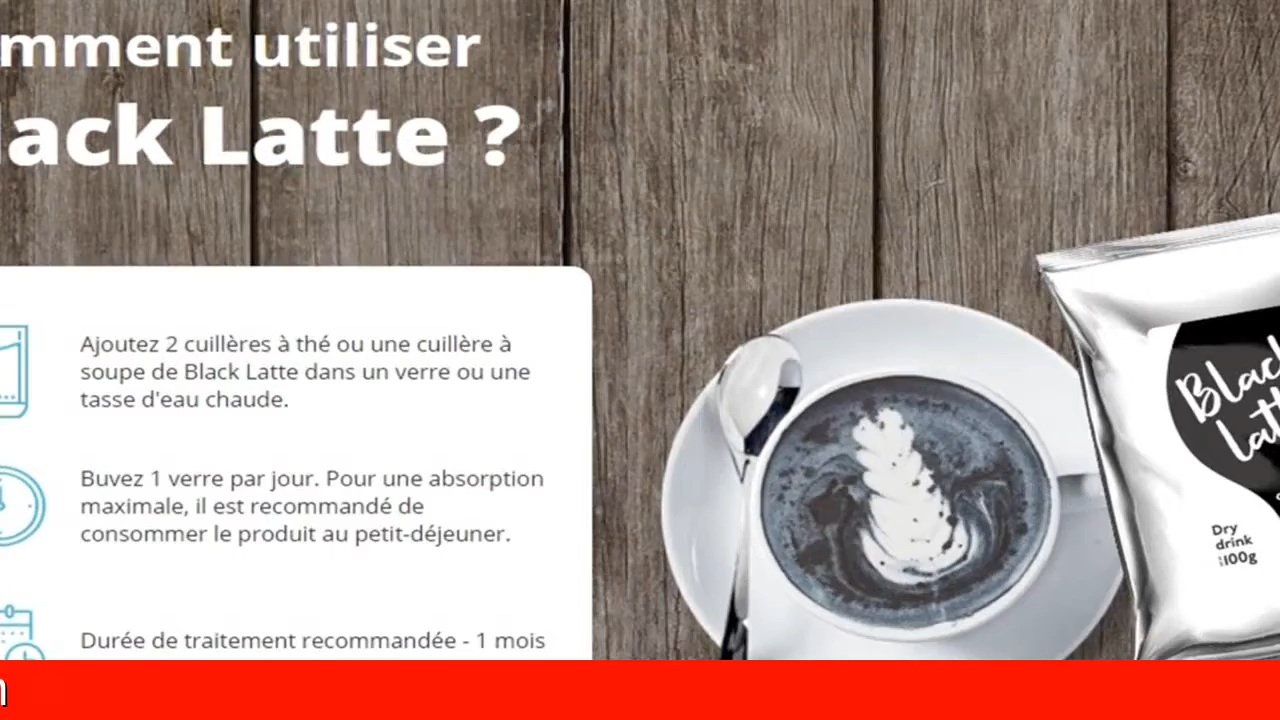 mment utiliser
lack Latte ?
Ajoutez 2 cuillères à thé ou une cuillère à
soupe de Black Latte dans un verre ou une
tasse d'eau chaude.
Buvez 1 verre par jour. Pour une absorption
maximale, il est recommandé de
consommer le produit au petit-déjeuner.
Durée de traitement recommandée - 1 mois
Black
latt
Dry
drink
100g